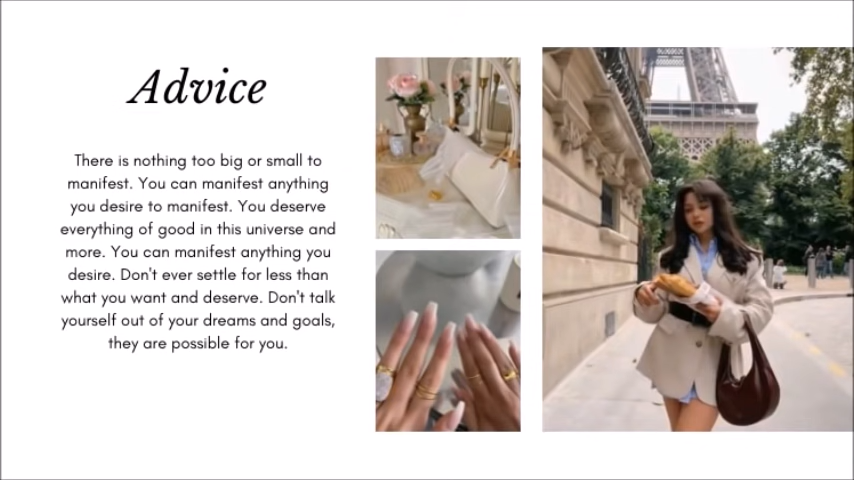 Advice
There is nothing too big or small to
manifest. You can manifest anything
you desire to manifest. You deserve
everything of good in this universe and
more. You can manifest anything you
desire. Don't ever settle for less than
what you want and deserve. Don't talk
yourself out of your dreams and goals,
they are possible for you.